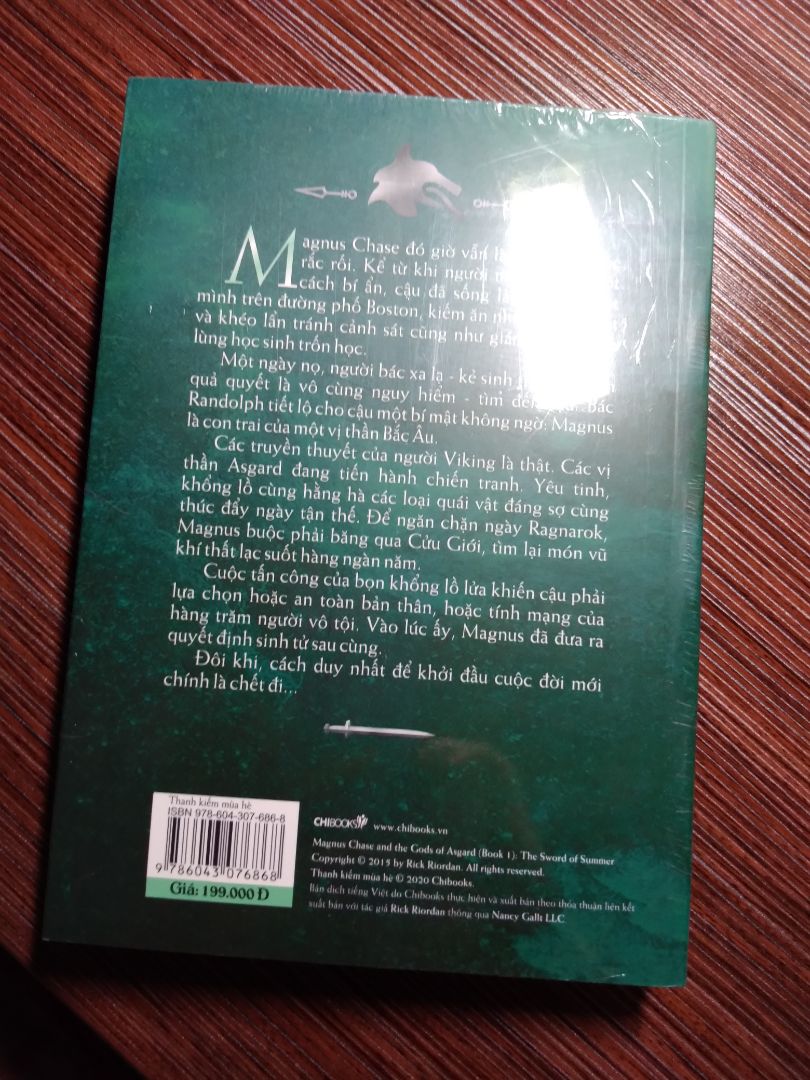 Magnus Chase đó giờ vẫn
rắc rối. Kể từ khi người
cách bí ẩn, cậu đã sống
mình trên đường phố Boston, kiếm ăn
và khéo lẩn tránh cảnh sát cũng như
lùng học sinh trốn học.
Một ngày nọ, người bác xa lạ - kẻ
quả quyết là vô cùng nguy hiểm - tìm Bác
Randolph tiết lộ cho cậu một bí mật không ngờ: Magnus
là con trai của một vị thần Bắc Âu.
Các truyền thuyết của người Viking là thật. Các vị
thần Asgard đang tiến hành chiến tranh. Yêu tinh,
khổng lồ cùng hằng hà các loại quái vật đáng sợ cùng
thức đẩy ngày tận thế. Để ngăn chặn ngày Ragnarok,
Magnus buộc phải băng qua Cửu Giới, tìm lại món vũ
khí thất lạc suốt hàng ngàn năm.
Cuộc tấn công của bọn khổng lồ lửa khiến cậu phải
lựa chọn hoặc an toàn bản thân, hoặc tính mạng của
hàng trăm người vô tội. Vào lúc ấy, Magnus đã đưa ra
quyết định sinh tử sau cùng.
Đôi khi, cách duy nhất để khởi đầu cuộc đời mới
chính là chết đi...
Thanh kiếm mùa hè
ISBN 978-604-307-686-8
9 786043 076868
Giá: 199.000 Đ
CHIBOOKS www.chibooks.vn
Magnus Chase and the Gods of Asgard (Book 1): The Sword of Summer
Copyright © 2015 by Rick Riordan. All rights reserved.
Thanh kiếm mùa hè © 2020 Chibooks.
Bản dịch tiếng Việt do Chibooks thực hiện và xuất bản theo thỏa thuận liên kết
xuất bản với tác giả Rick Riordan thông qua Nancy Gallt LLC